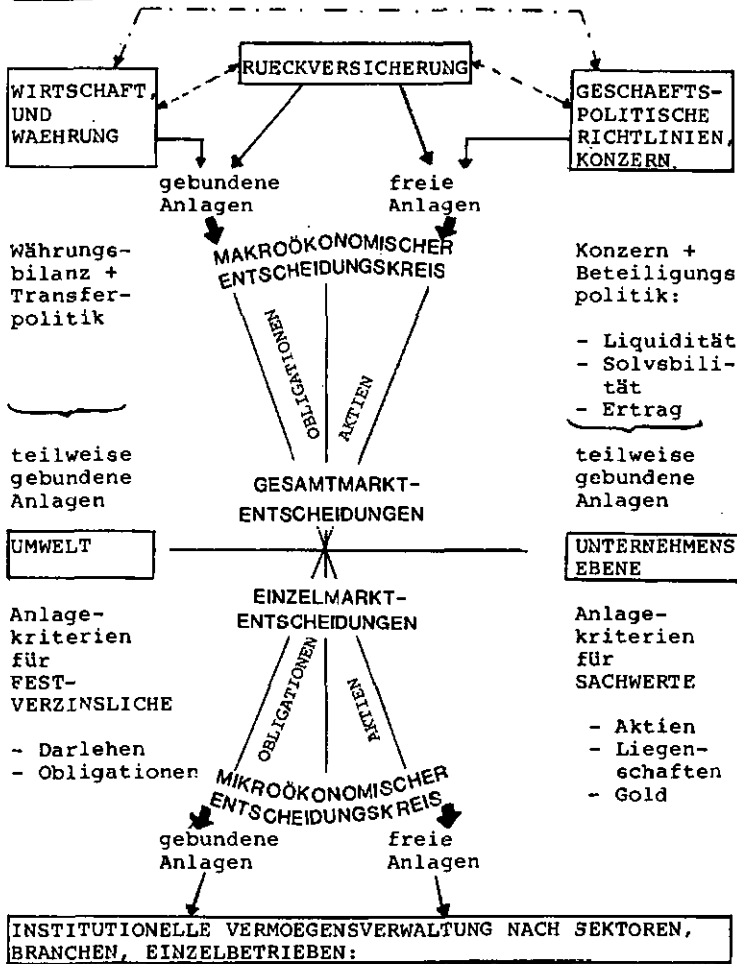 RUECKVERSICHERUNG
WIRTSCHAFT,
UND
WAEHRUNG
GESCHAEFTS-
POLITISCHE
RICHTLINIEN,
KONZERN.
gebundene
Anlagen
freie
Anlagen
MAKROÖKONOMISCHER
ENTSCHEIDUNGSKREIS
Währungs-
bilanz +
Transfer-
politik
Konzern +
Beteiligungs
politik:
- Liquidität
- Solvsbili-
tät
- Ertrag
OBLIGATIONEN
AKTIEN
teilweise
gebundene
Anlagen
GESAMTMARKT-
ENTSCHEIDUNGEN
teilweise
gebundene
Anlagen
UMWELT
UNTERNEHMENS
EBENE
EINZELMARKT-
ENTSCHEIDUNGEN
Anlage-
kriterien
für
FEST-
VERZINSLICHE
- Darlehen
- Obligationen
OBLIGATIONEN
AKTIEN
Anlage-
kriterien
für
SACHWERTE
- Aktien
- Liegen-
schaften
- Gold
MIKROÖKONOMISCHER
ENTSCHEIDUNGSKREIS
gebundene
Anlagen
freie
Anlagen
INSTITUTIONELLE VERMOEGENSVERWALTUNG NACH SEKTOREN,
BRANCHEN, EINZELBETRIEBEN: